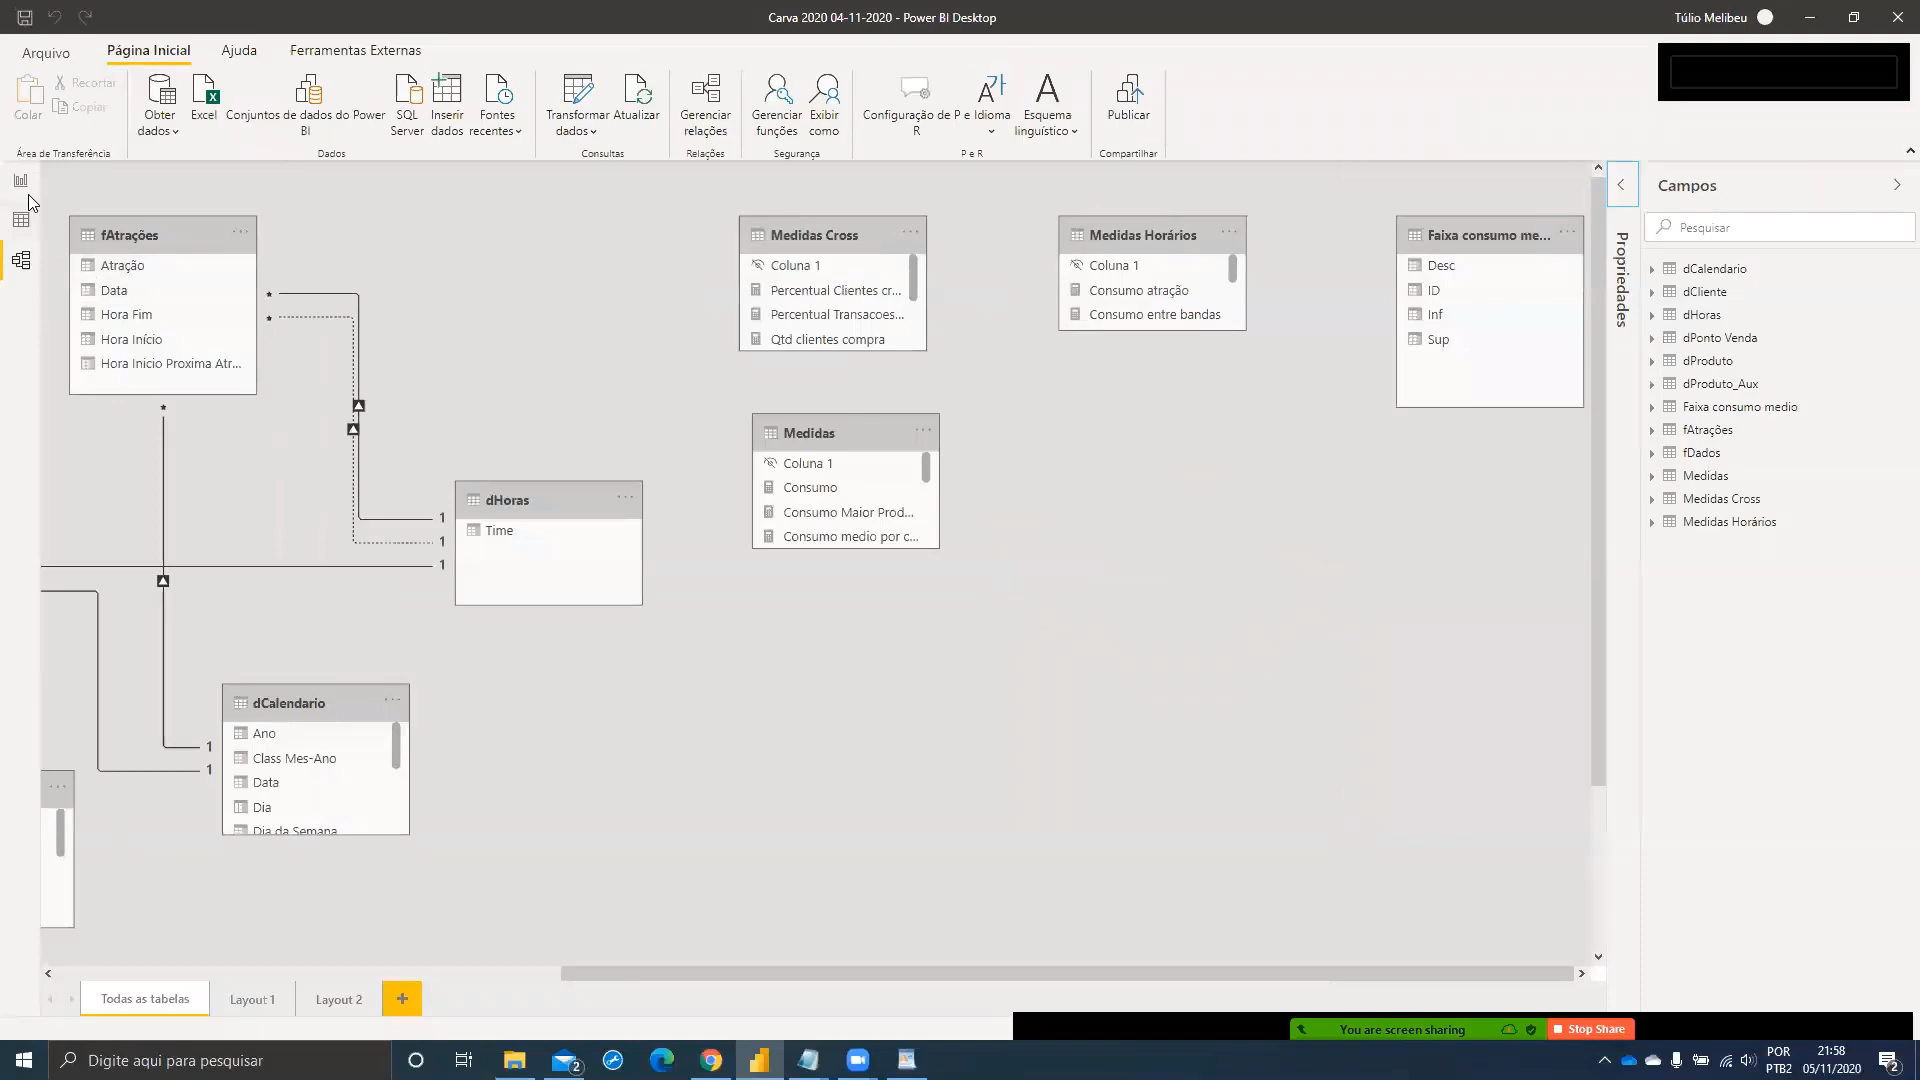 Carva 2020 04-11-2020 - Power BI Desktop
Túlio Melibeu
Arquivo
Página Inicial
Ajuda
Ferramentas Externas
Colar
Recortar
Copiar
Área de Transferência
Obter
dados
Excel
Conjuntos de dados do Power
BI
SQL
Server
Inserir
dados
Fontes
recentes
Dados
Transformar
dados
Atualizar
Consultas
Gerenciar
relações
Relações
Gerenciar
funções
Exibir
como
Segurança
Configuração de P e
R
Idioma
Esquema
linguístico
P e R
Publicar
Compartilhar
fAtrações
Atração
Data
Hora Fim
Hora Início
Hora Inicio Proxima Atr...
Medidas Cross
Coluna 1
Percentual Clientes cr...
Percentual Transacoes...
Qtd clientes compra
Medidas Horários
Coluna 1
Consumo atração
Consumo entre bandas
Faixa consumo me...
Desc
ID
Inf
Sup
Medidas
Coluna 1
Consumo
Consumo Maior Prod...
Consumo medio por c...
dHoras
Time
*
*
*
1
1
1
1
1
dCalendario
Ano
Class Mes-Ano
Data
Dia
Dia da Semana
Propriedades
Campos
Pesquisar
dCalendario
dCliente
dHoras
dPonto Venda
dProduto
dProduto_Aux
Faixa consumo medio
fAtrações
fDados
Medidas
Medidas Cross
Medidas Horários
Todas as tabelas
Layout 1
Layout 2
+
You are screen sharing
Stop Share
Digite aqui para pesquisar
2
POR
PTB2
21:58
05/11/2020
2